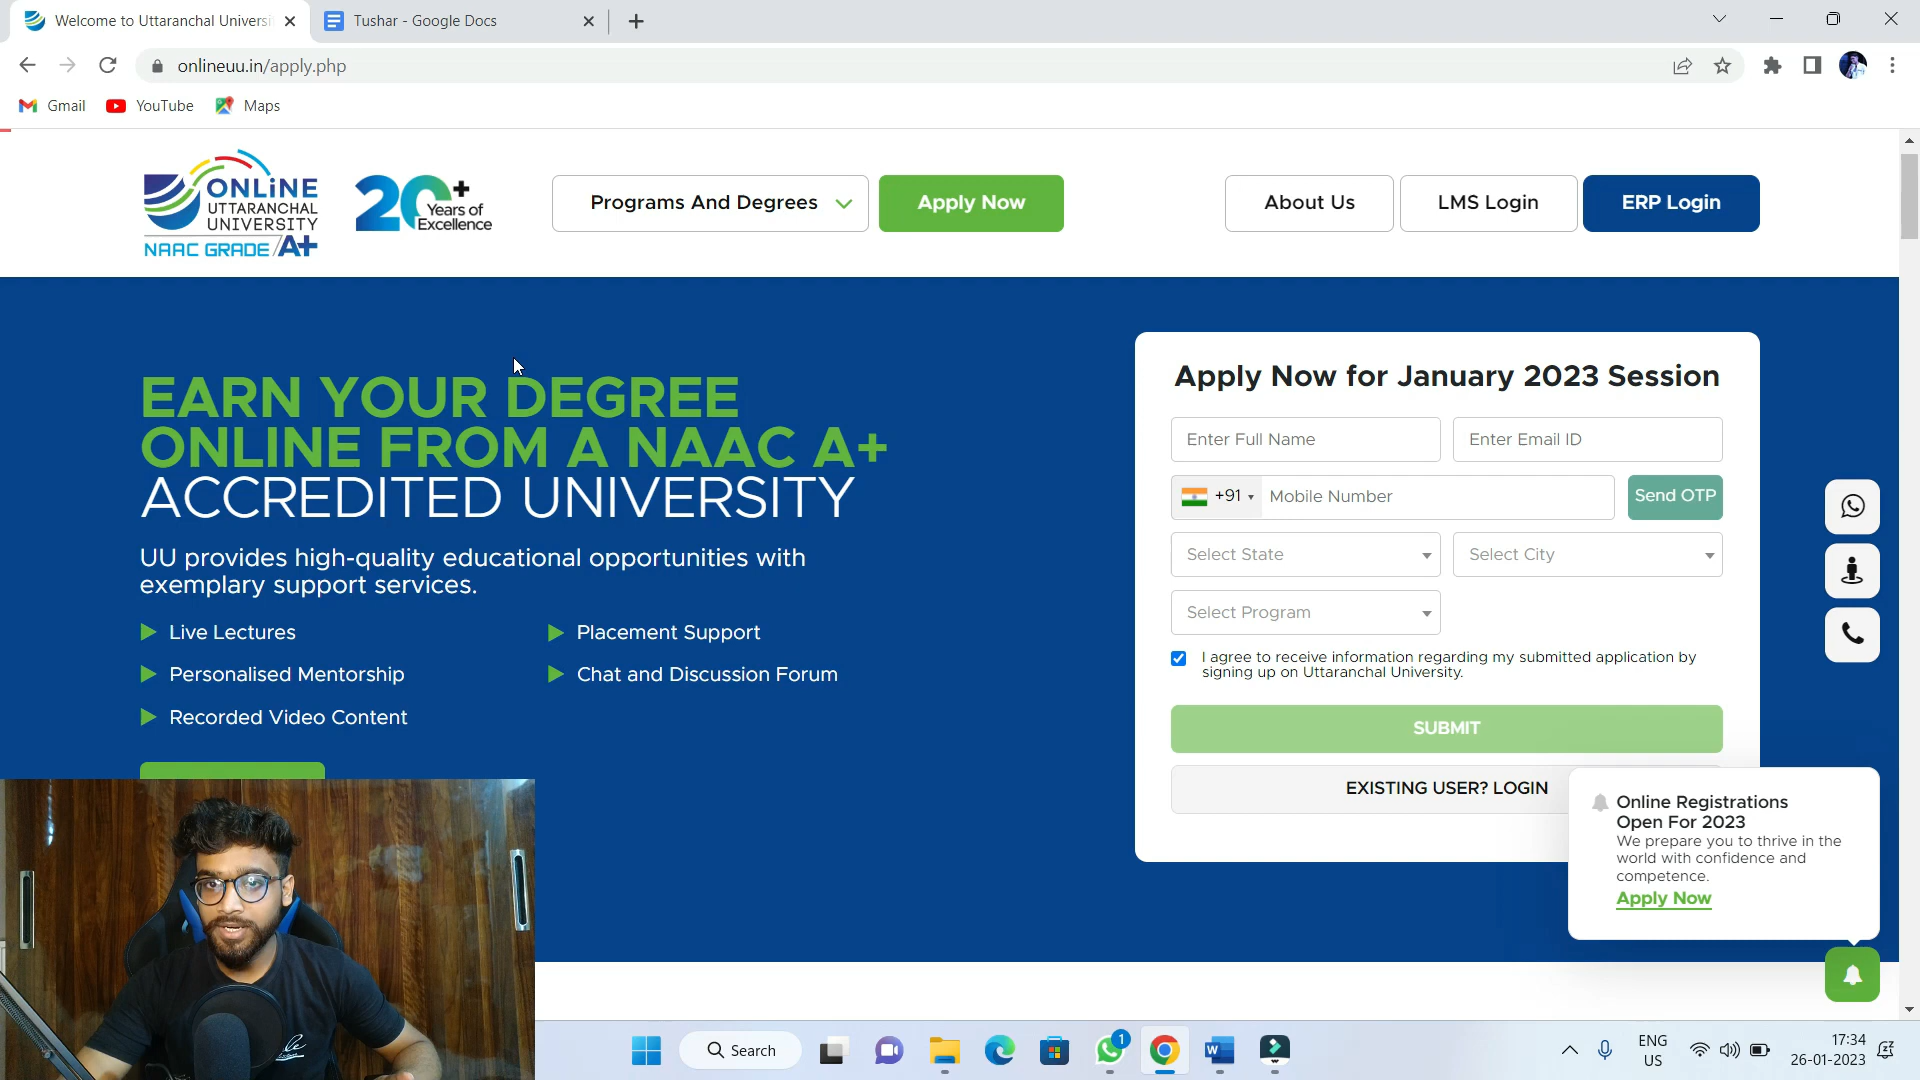 Welcome to Uttaranchal Universi
Tushar - Google Docs
onlineuu.in/apply.php
Gmail
YouTube
Maps
ONLiNE
UTTARANCHAL
UNIVERSITY
NAAC GRADE/A+
20+
Years of
Excellence
Programs And Degrees
Apply Now
About Us
LMS Login
ERP Login
EARN YOUR DEGREE
ONLINE FROM A NAAC A+
ACCREDITED UNIVERSITY
UU provides high-quality educational opportunities with
exemplary support services.
Live Lectures
Placement Support
Personalised Mentorship
Chat and Discussion Forum
Recorded Video Content
Apply Now for January 2023 Session
Enter Full Name
Enter Email ID
+91
Mobile Number
Send OTP
Select State
Select City
Select Program
I agree to receive information regarding my submitted application by
signing up on Uttaranchal University.
SUBMIT
EXISTING USER? LOGIN
Online Registrations
Open For 2023
We prepare you to thrive in the
world with confidence and
competence.
Apply Now
Search
1
ENG
US
17:34
26-01-2023